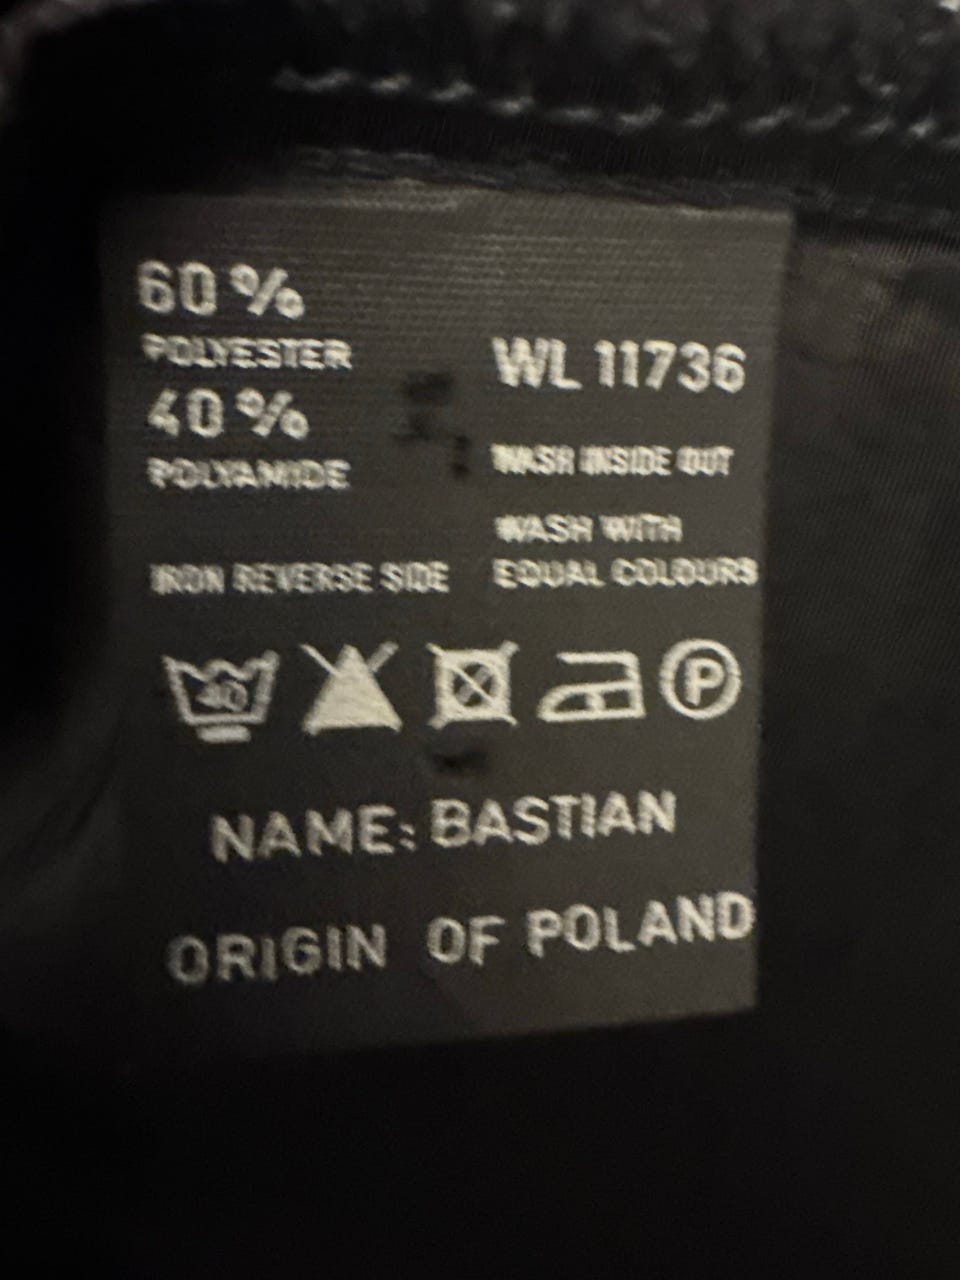 60 %
POLYESTER
40 %
POLYAMIDE
IRON REVERSE SIDE
WL 11736
WASH INSIDE OUT
WASH WITH
EQUAL COLOURS
40
P
NAME: BASTIAN
ORIGIN OF POLAND